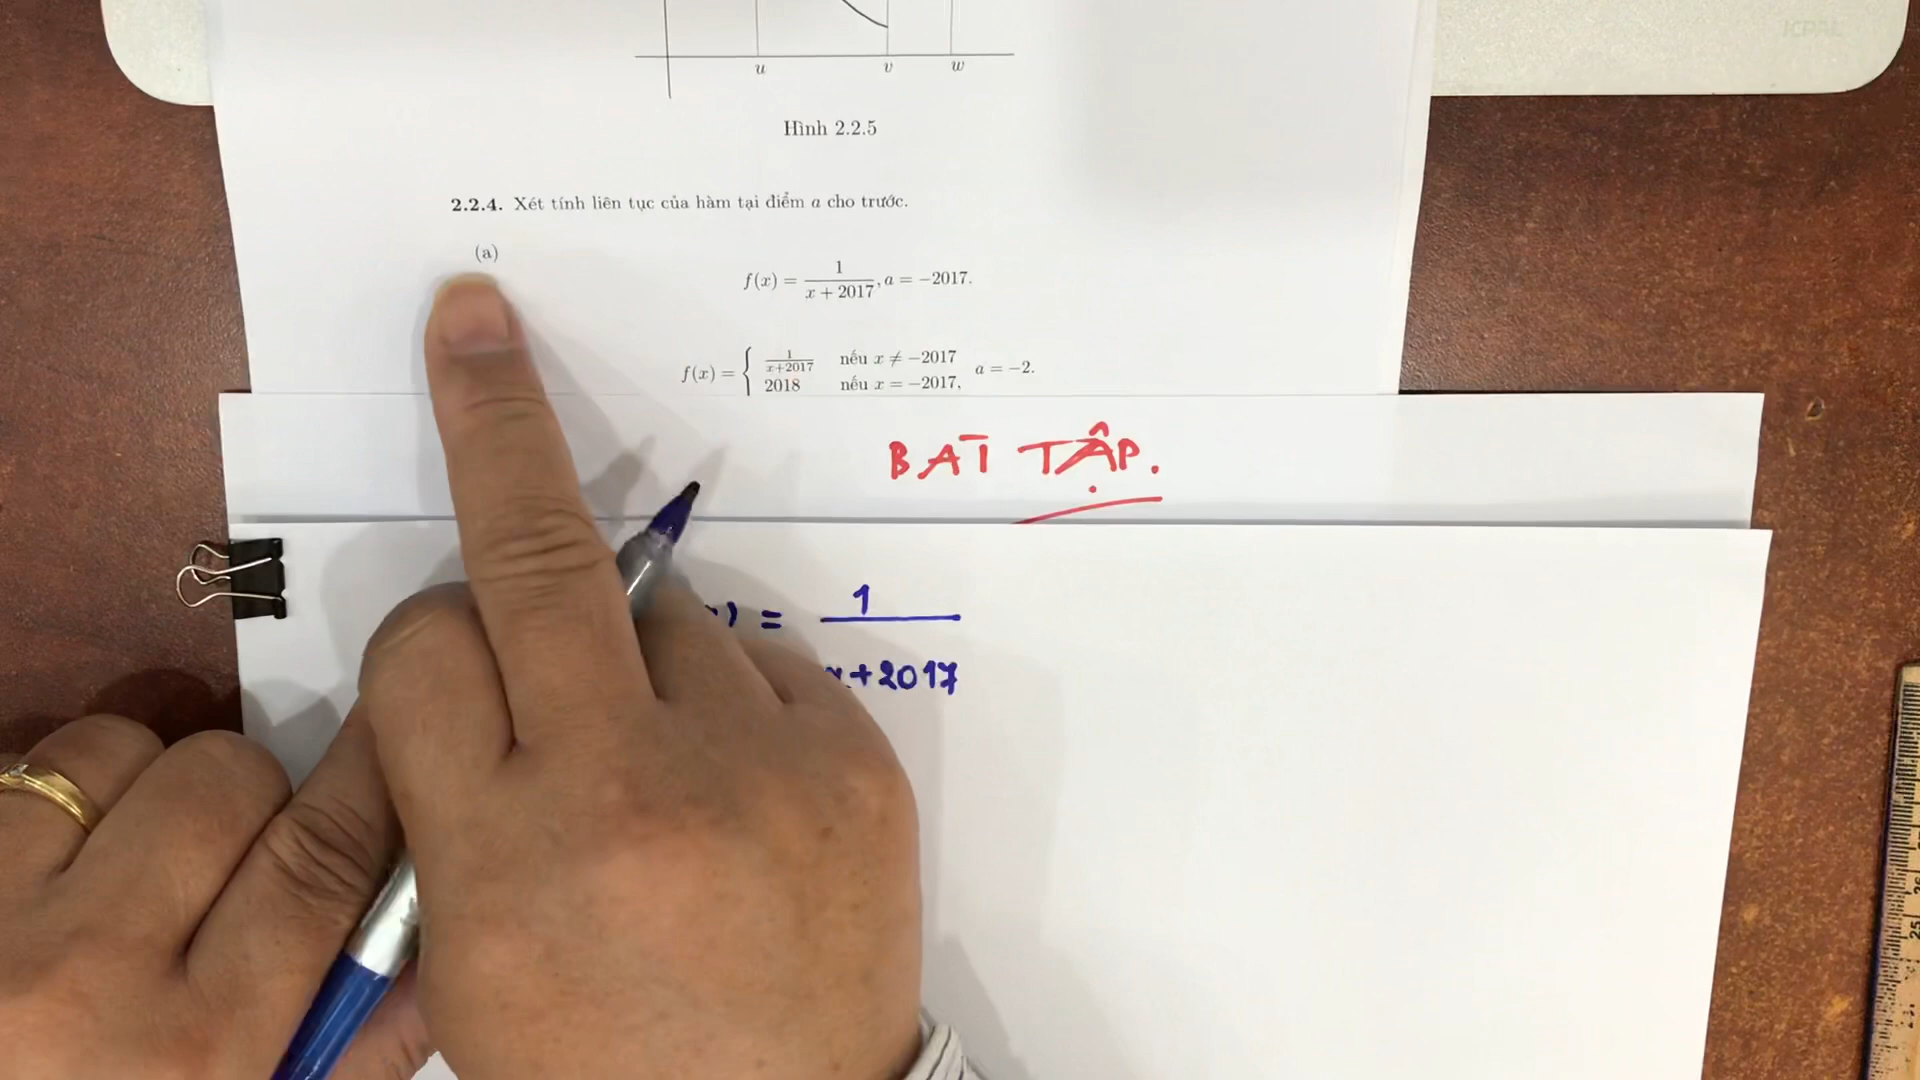 u v w
Hình 2.2.5
2.2.4. Xét tính liên tục của hàm tại điểm a cho trước.
(a)
f(x) = 1/(x + 2017), a = −2017.
f(x) = { 1/(x+2017) nếu x ≠ −2017
2018 nếu x = −2017, a = −2.
BÀI TẬP.
) = 1/(x+2017
25